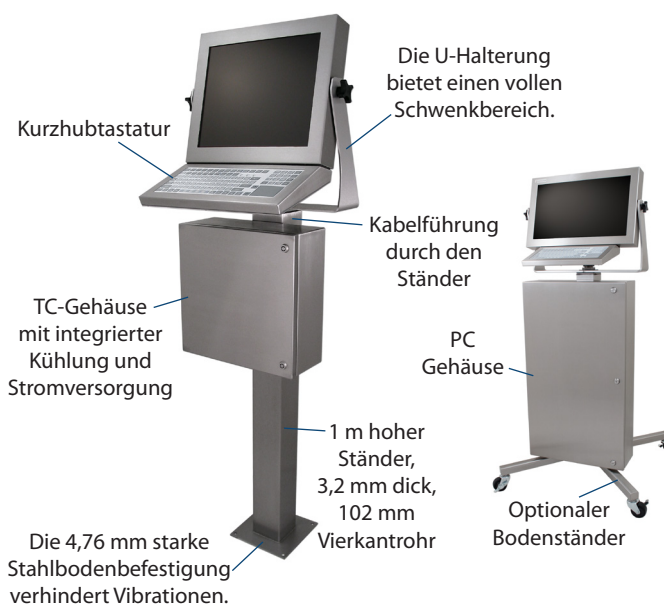 Die U-Halterung
bietet einen vollen
Schwenkbereich.
Kurzhubtastatur
Kabelführung
durch den
Ständer
TC-Gehäuse
mit integrierter
Kühlung und
Stromversorgung
PC
Gehäuse
1 m hoher
Ständer,
3,2 mm dick,
102 mm
Vierkantrohr
Optionaler
Bodenständer
Die 4,76 mm starke
Stahlbodenbefestigung
verhindert Vibrationen.